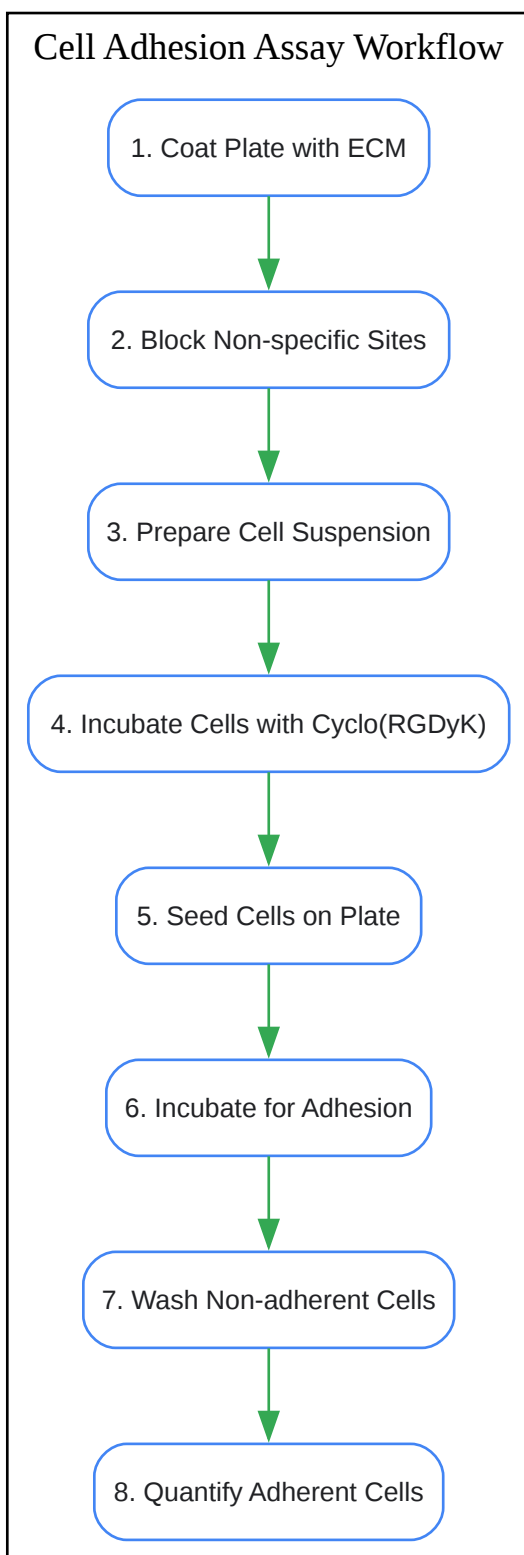 Cell Adhesion Assay Workflow
1. Coat Plate with ECM
2. Block Non-specific Sites
3. Prepare Cell Suspension
4. Incubate Cells with Cyclo(RGDyK)
5. Seed Cells on Plate
6. Incubate for Adhesion
7. Wash Non-adherent Cells
8. Quantify Adherent Cells